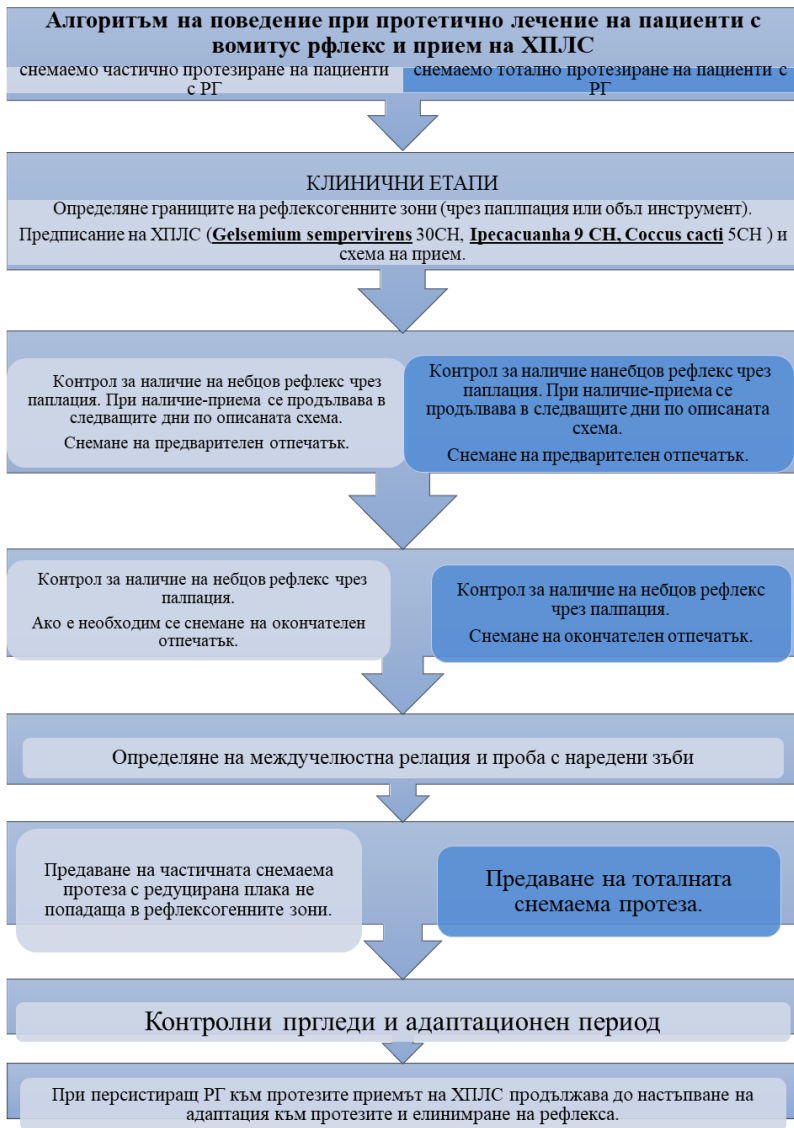 Алгоритъм на поведение при протетично лечение на пациенти с
вомитус рфлекс и прием на ХПЛС
снемаемо частично протезиране на пациенти
с РГ
снемаемо тотално протезиране на пациенти с
РГ
КЛИНИЧНИ ЕТАПИ
Определяне границите на рефлексогенните зони (чрез паплпация или объл инструмент).
Предписание на ХПЛС (Gelsemium sempervirens 30CH, Ipecacuanha 9 CH, Coccus cacti 5CH ) и
схема на прием.
Контрол за наличие на небцов рефлекс чрез
паплация. При наличие-приема се продълвава в
следващите дни по описаната схема.
Снемане на предварителен отпечатък.
Контрол за наличие нанебцов рефлекс чрез
паплация. При наличие-приема се
продълвава в следващите дни по описаната
схема.
Снемане на предварителен отпечатък.
Контрол за наличие на небцов рефлекс чрез
палпация.
Ако е необходим се снемане на окончателен
отпечатък.
Контрол за наличие на небцов рефлекс
чрез палпация.
Снемане на окончателен отпечатък.
Определяне на междучелюстна релация и проба с наредени зъби
Предаване на частичната снемаема
протеза с редуцирана плака не
попадаща в рефлексогенните зони.
Предаване на тоталната
снемаема протеза.
Контролни пргледи и адаптационен период
При персистиращ РГ към протезите приемът на ХПЛС продължава до настъпване на
адаптация към протезите и елинимране на рефлекса.